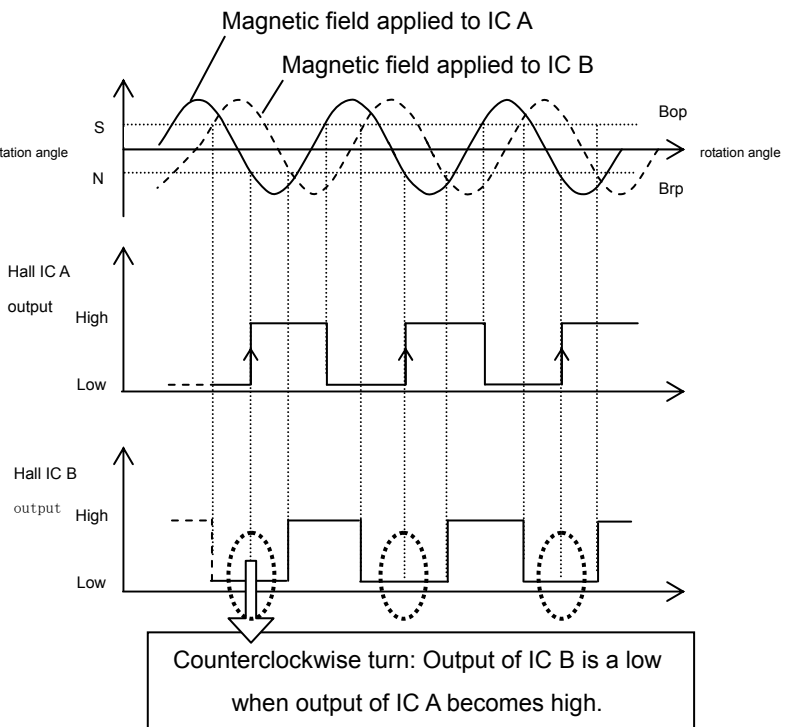 Magnetic field applied to IC A
Magnetic field applied to IC B
S
Bop
tation angle
rotation angle
N
Brp
Hall IC A
output
High
Low
Hall IC B
output
High
Low
Counterclockwise turn: Output of IC B is a low
when output of IC A becomes high.